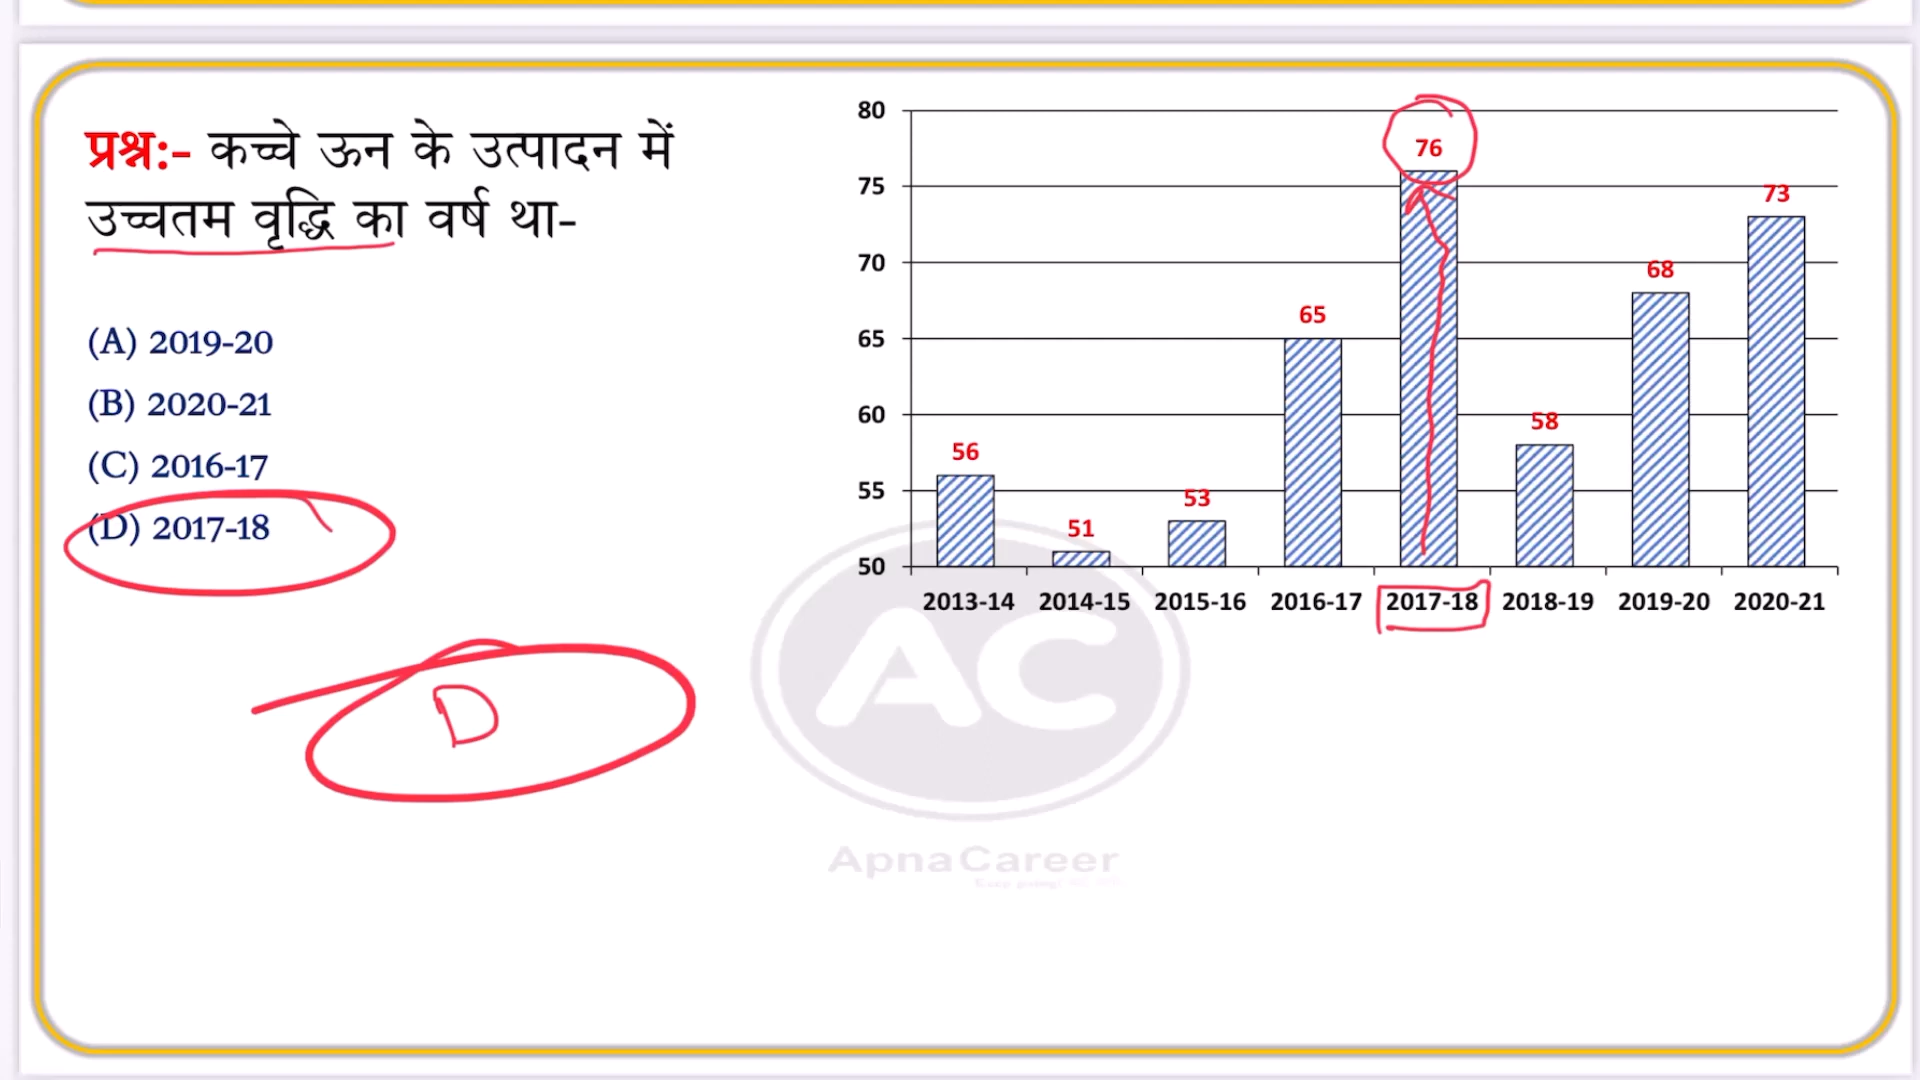 प्रश्न:- कच्चे ऊन के उत्पादन में
उच्चतम वृद्धि का वर्ष था-
(A) 2019-20
(B) 2020-21
(C) 2016-17
(D) 2017-18
D
80
75
70
65
60
55
50
56
51
53
65
76
58
68
73
2013-14 2014-15 2015-16 2016-17 2017-18 2018-19 2019-20 2020-21
AC
ApnaCareer